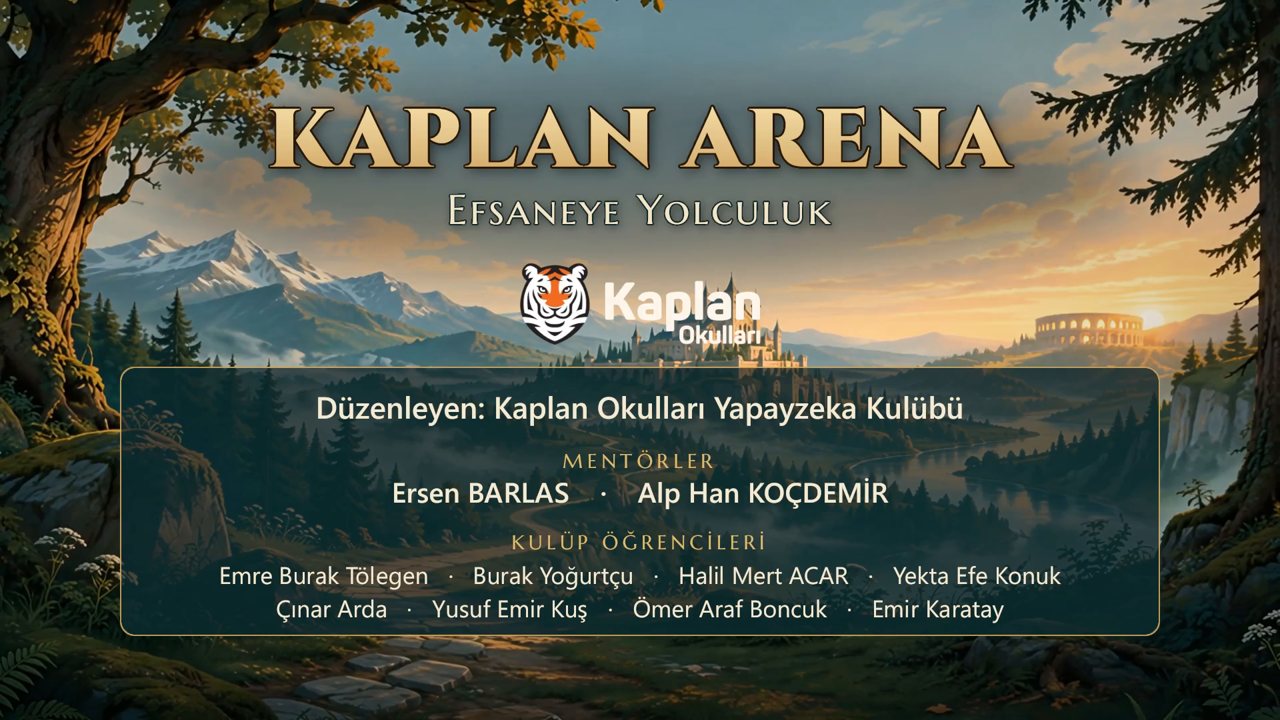 KAPLAN ARENA
Efsaneye Yolculuk
Kaplan
Okulları
Düzenleyen: Kaplan Okulları Yapayzeka Kulübü
MENTÖRLER
Ersen BARLAS · Alp Han KOÇDEMİR
KULÜP ÖĞRENCİLERİ
Emre Burak Tölegen · Burak Yoğurtçu · Halil Mert ACAR · Yekta Efe Konuk
Çınar Arda · Yusuf Emir Kuş · Ömer Araf Boncuk · Emir Karatay